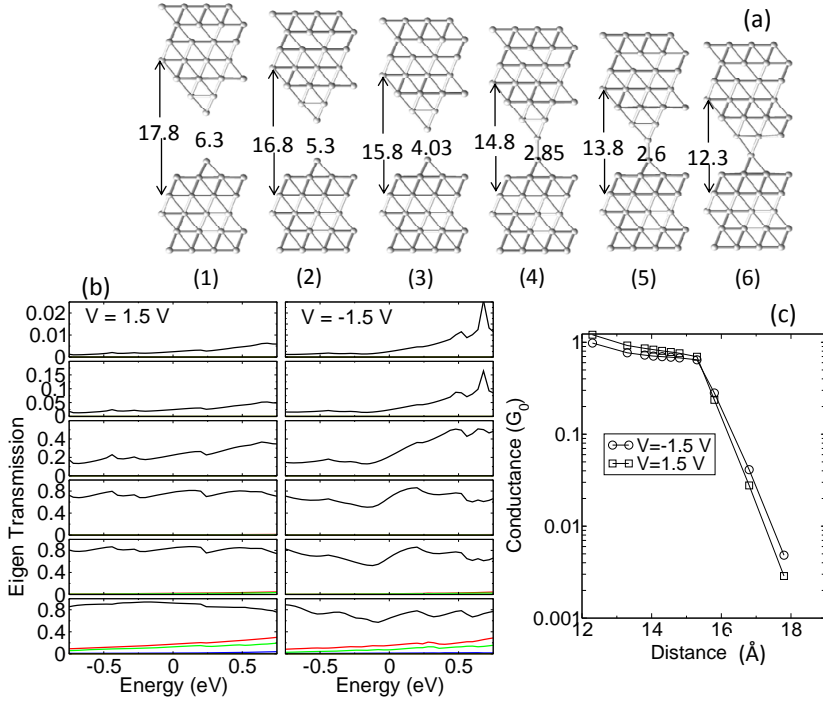 (a)
17.8 6.3 16.8 5.3 15.8 4.03 14.8 2.85 13.8 2.6 12.3
(1) (2) (3) (4) (5) (6)
(b)
V = 1.5 V V = -1.5 V
0.02
0.01
0
0.15
0.1
0.05
0
0.6
0.4
0.2
0
0.8
0.4
0
0.8
0.4
0
0.8
0.4
0
Eigen Transmission
-0.5 0 0.5 -0.5 0 0.5
Energy (eV) Energy (eV)
(c)
1
0.1
0.01
0.001
Conductance (G0)
V=-1.5 V
V=1.5 V
12 14 16 18
Distance (Å)